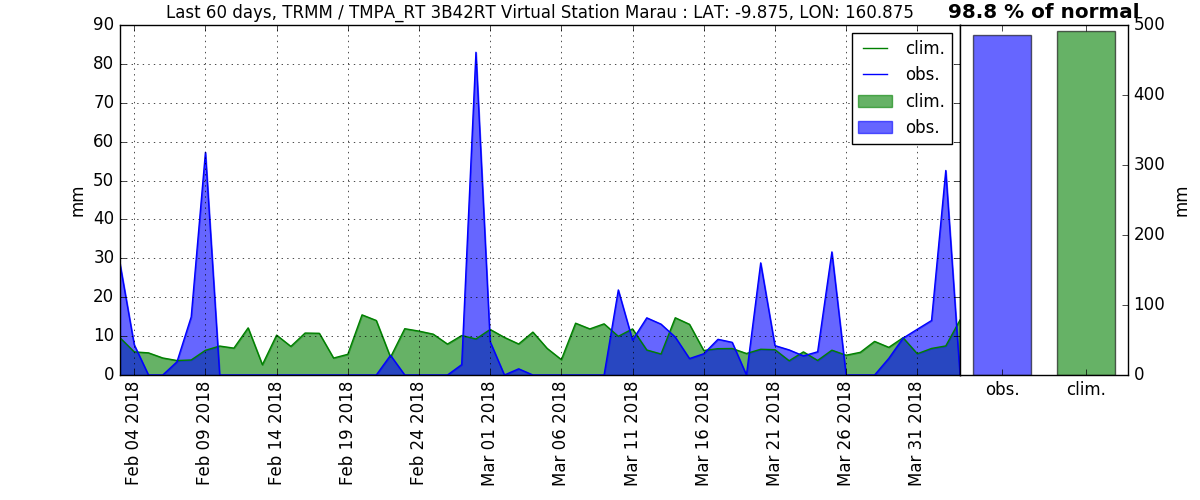 Last 60 days, TRMM / TMPA_RT 3B42RT Virtual Station Marau : LAT: -9.875, LON: 160.875
98.8 % of normal
90
80
70
60
50
40
30
20
10
0
mm
clim.
obs.
clim.
obs.
500
400
300
200
100
0
mm
obs.
clim.
Feb 04 2018
Feb 09 2018
Feb 14 2018
Feb 19 2018
Feb 24 2018
Mar 01 2018
Mar 06 2018
Mar 11 2018
Mar 16 2018
Mar 21 2018
Mar 26 2018
Mar 31 2018